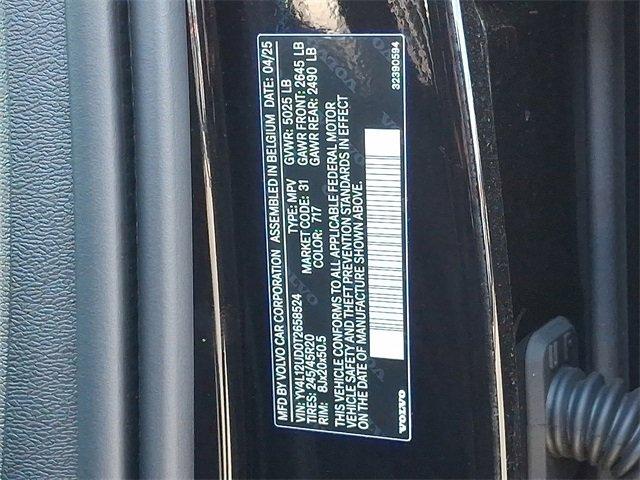 MFD BY VOLVO CAR CORPORATION ASSEMBLED IN BELGIUM DATE: 04/25
VIN: YV4L12UD0T2658524 TYPE: MPV GVWR: 5025 LB
TIRES: 245/45R20 MARKET CODE: 31 GAWR FRONT: 2645 LB
RIM: 8Jx20x50.5 COLOR: 717 GAWR REAR: 2490 LB
THIS VEHICLE CONFORMS TO ALL APPLICABLE FEDERAL MOTOR
VEHICLE SAFETY AND THEFT PREVENTION STANDARDS IN EFFECT
ON THE DATE OF MANUFACTURE SHOWN ABOVE.
VOLVO 32390594